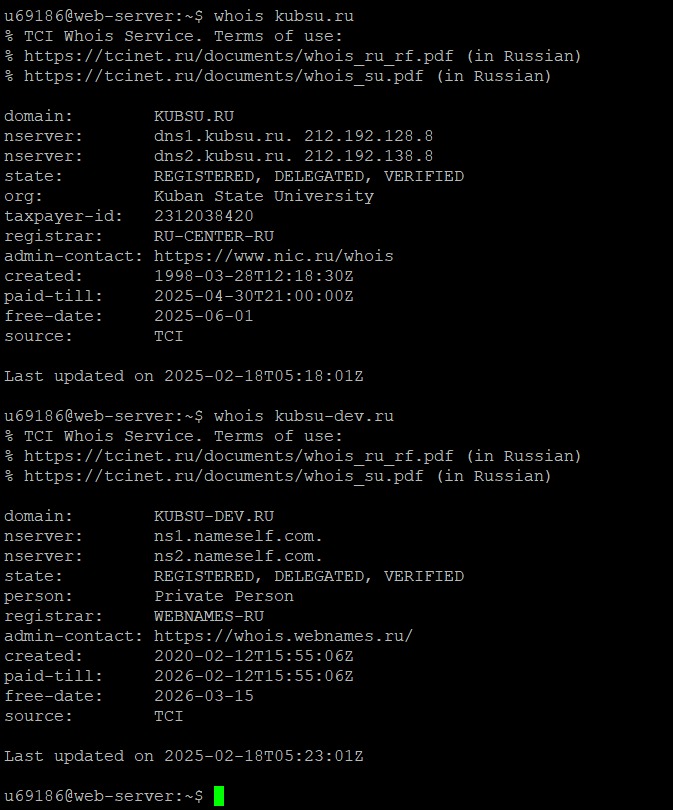 u69186@web-server:~$ whois kubsu.ru
% TCI Whois Service. Terms of use:
% https://tcinet.ru/documents/whois_ru_rf.pdf (in Russian)
% https://tcinet.ru/documents/whois_su.pdf (in Russian)

domain:        KUBSU.RU
nserver:       dns1.kubsu.ru. 212.192.128.8
nserver:       dns2.kubsu.ru. 212.192.138.8
state:         REGISTERED, DELEGATED, VERIFIED
org:           Kuban State University
taxpayer-id:   2312038420
registrar:     RU-CENTER-RU
admin-contact: https://www.nic.ru/whois
created:       1998-03-28T12:18:30Z
paid-till:     2025-04-30T21:00:00Z
free-date:     2025-06-01
source:        TCI

Last updated on 2025-02-18T05:18:01Z

u69186@web-server:~$ whois kubsu-dev.ru
% TCI Whois Service. Terms of use:
% https://tcinet.ru/documents/whois_ru_rf.pdf (in Russian)
% https://tcinet.ru/documents/whois_su.pdf (in Russian)

domain:        KUBSU-DEV.RU
nserver:       ns1.nameself.com.
nserver:       ns2.nameself.com.
state:         REGISTERED, DELEGATED, VERIFIED
person:        Private Person
registrar:     WEBNAMES-RU
admin-contact: https://whois.webnames.ru/
created:       2020-02-12T15:55:06Z
paid-till:     2026-02-12T15:55:06Z
free-date:     2026-03-15
source:        TCI

Last updated on 2025-02-18T05:23:01Z

u69186@web-server:~$